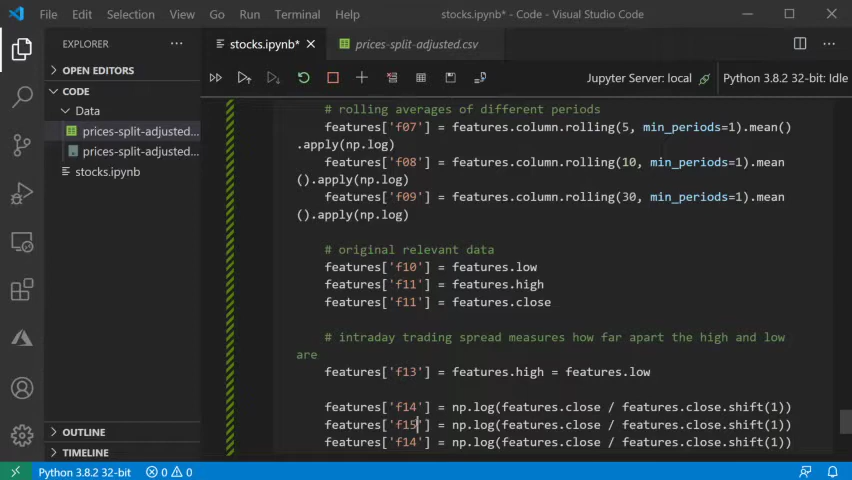 File Edit Selection View Go Run Terminal Help stocks.ipynb* - Code - Visual Studio Code
EXPLORER
stocks.ipynb*
prices-split-adjusted.csv
OPEN EDITORS
CODE
Data
prices-split-adjusted...
prices-split-adjusted...
stocks.ipynb
Jupyter Server: local Python 3.8.2 32-bit: Idle
# rolling averages of different periods
features['f07'] = features.column.rolling(5, min_periods=1).mean()
.apply(np.log)
features['f08'] = features.column.rolling(10, min_periods=1).mean
().apply(np.log)
features['f09'] = features.column.rolling(30, min_periods=1).mean
().apply(np.log)
# original relevant data
features['f10'] = features.low
features['f11'] = features.high
features['f11'] = features.close
# intraday trading spread measures how far apart the high and low
are
features['f13'] = features.high = features.low
features['f14'] = np.log(features.close / features.close.shift(1))
features['f15'] = np.log(features.close / features.close.shift(1))
features['f14'] = np.log(features.close / features.close.shift(1))
OUTLINE
TIMELINE
Python 3.8.2 32-bit 0 0